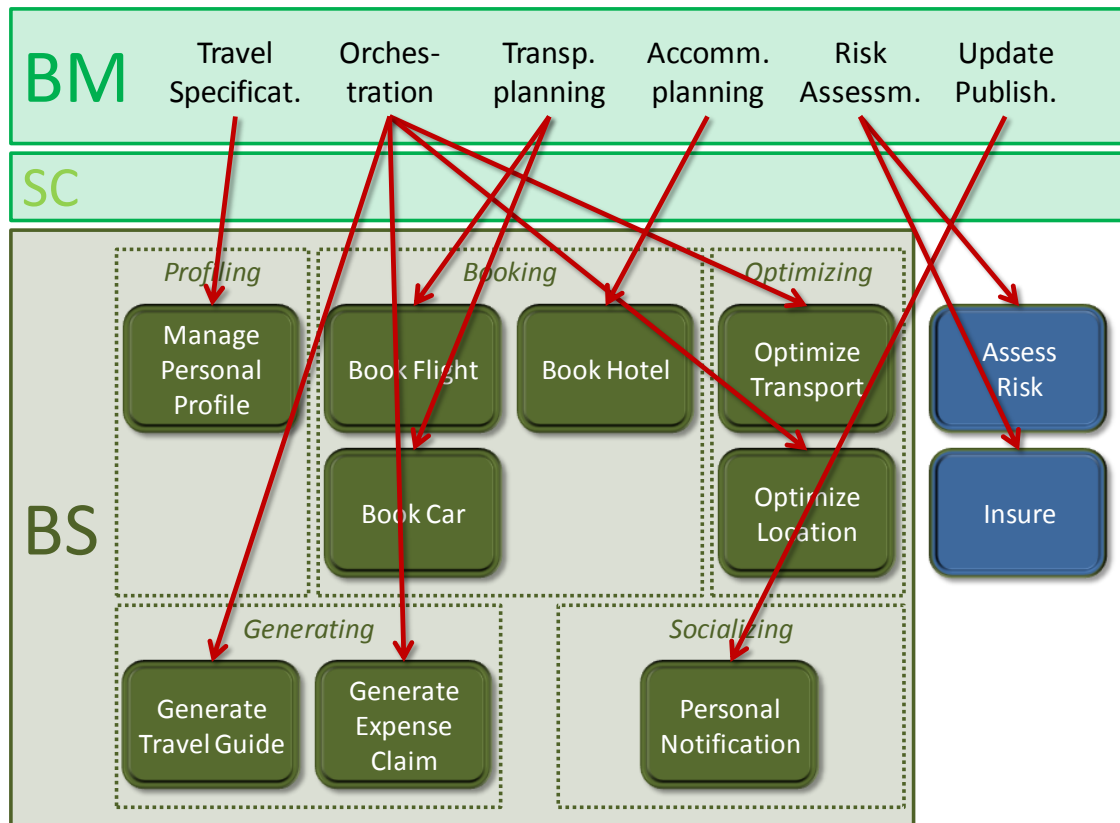 BM
Travel
Specificat.
Orches-
tration
Transp.
planning
Accomm.
planning
Risk
Assessm.
Update
Publish.
SC
BS
Profiling
Booking
Optimizing
Manage
Personal
Profile
Book Flight
Book Hotel
Optimize
Transport
Assess
Risk
Book Car
Optimize
Location
Insure
Generating
Socializing
Generate
Travel Guide
Generate
Expense
Claim
Personal
Notification